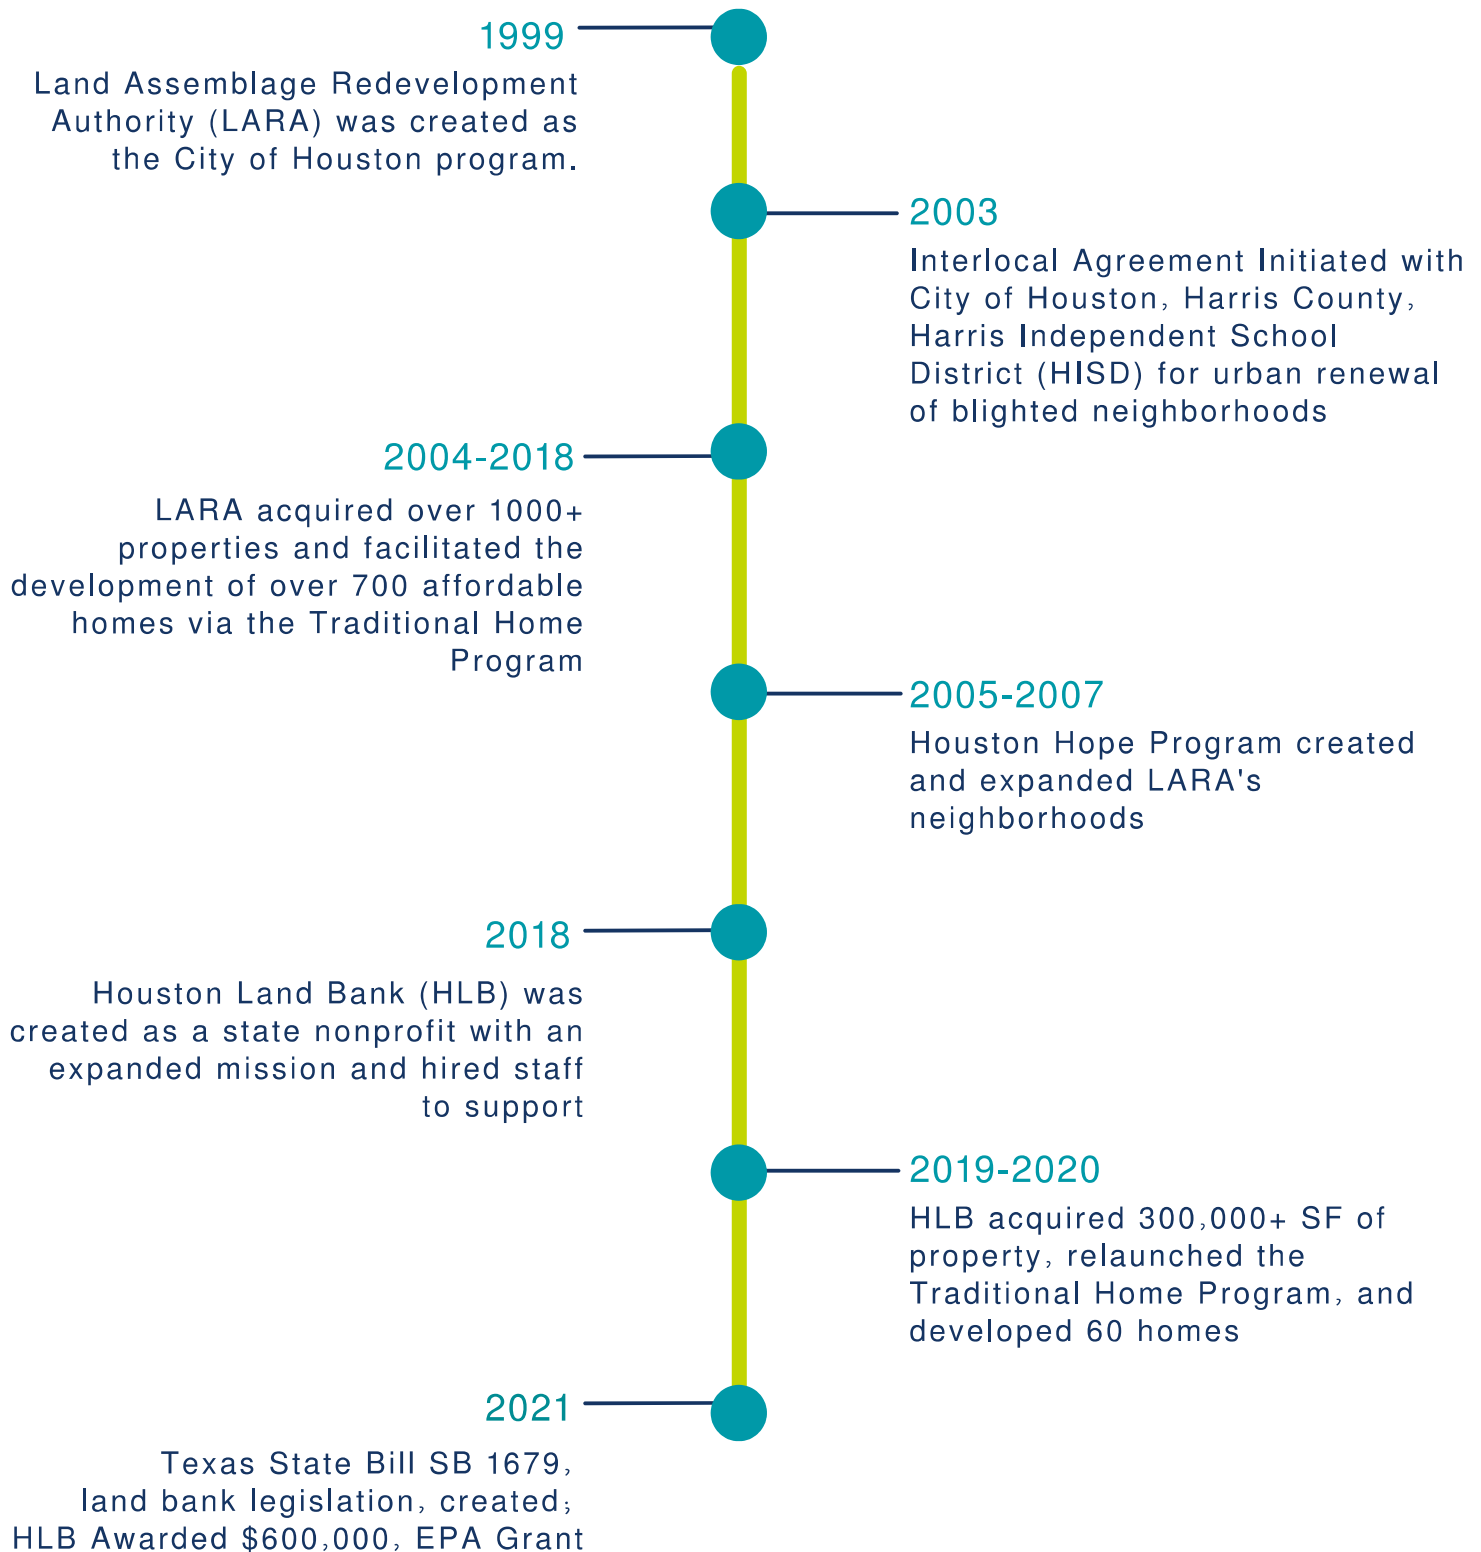 1999
Land Assemblage Redevelopment
Authority (LARA) was created as
the City of Houston program.
2003
Interlocal Agreement Initiated with
City of Houston, Harris County,
Harris Independent School
District (HISD) for urban renewal
of blighted neighborhoods
2004-2018
LARA acquired over 1000+
properties and facilitated the
development of over 700 affordable
homes via the Traditional Home
Program
2005-2007
Houston Hope Program created
and expanded LARA's
neighborhoods
2018
Houston Land Bank (HLB) was
created as a state nonprofit with an
expanded mission and hired staff
to support
2019-2020
HLB acquired 300,000+ SF of
property, relaunched the
Traditional Home Program, and
developed 60 homes
2021
Texas State Bill SB 1679,
land bank legislation, created;
HLB Awarded $600,000, EPA Grant